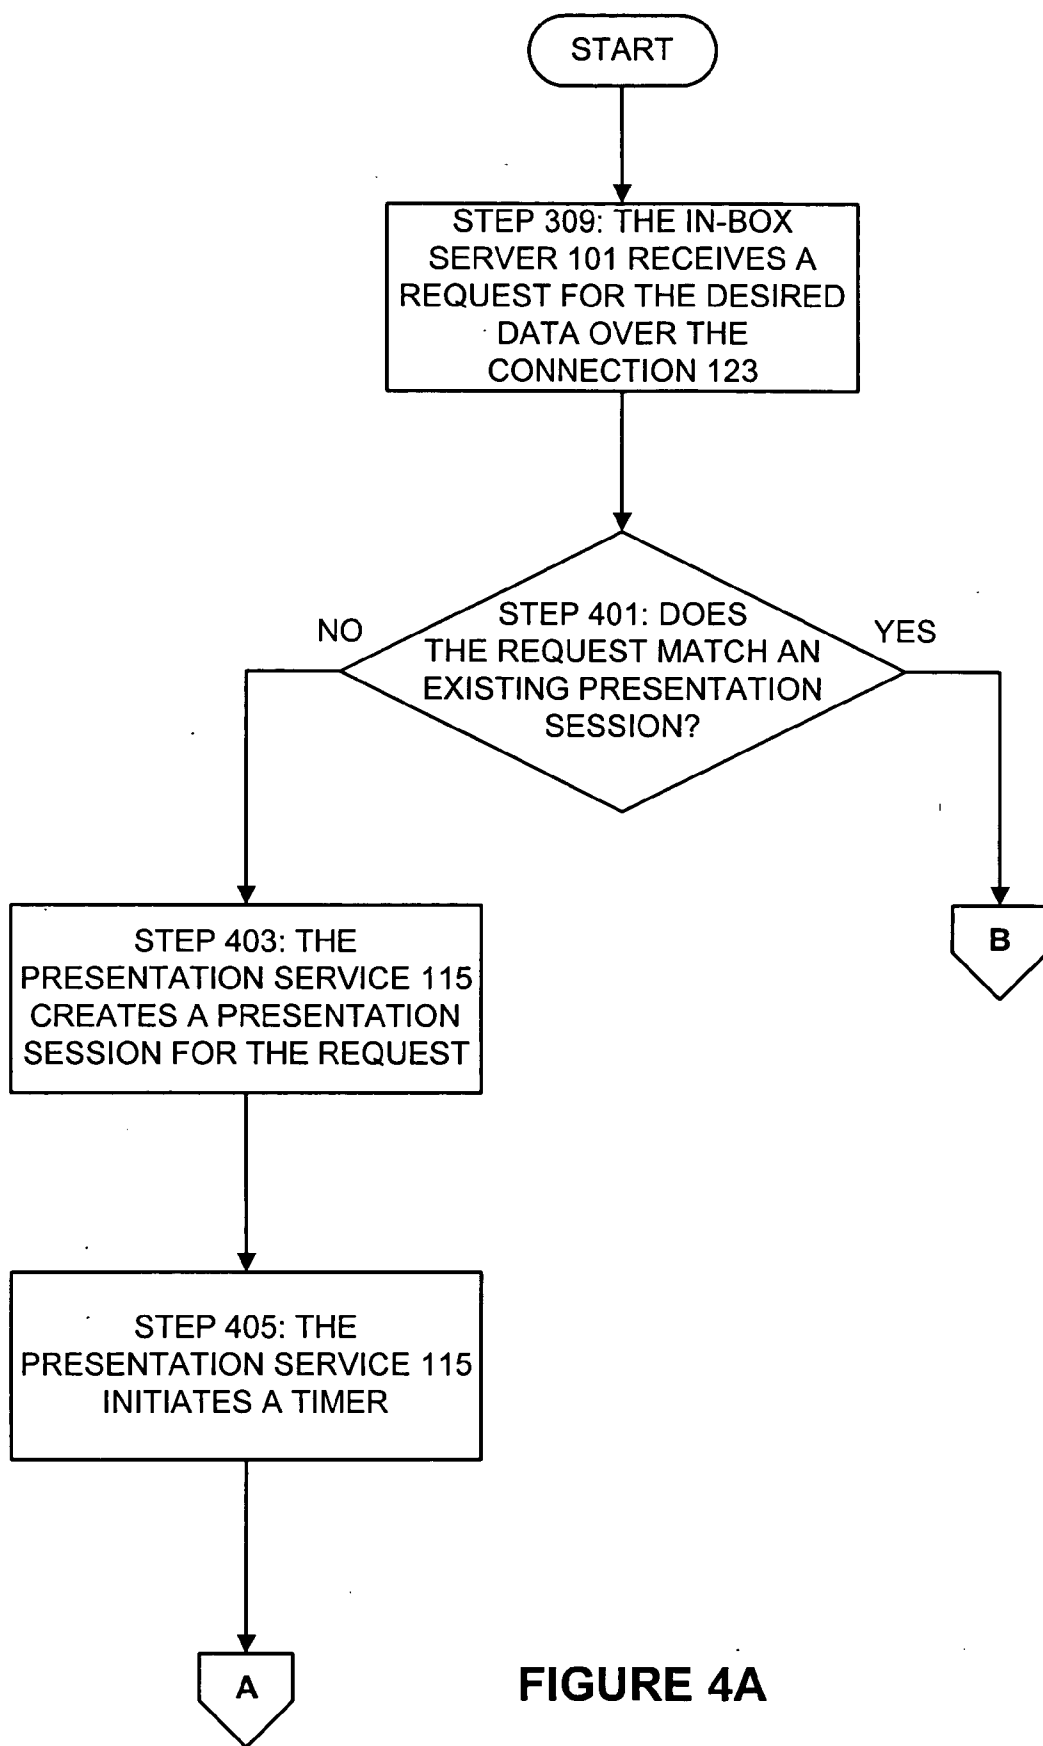 START
STEP 309: THE IN-BOX
SERVER 101 RECEIVES A
REQUEST FOR THE DESIRED
DATA OVER THE
CONNECTION 123
STEP 401: DOES
THE REQUEST MATCH AN
EXISTING PRESENTATION
SESSION?
NO
YES
B
STEP 403: THE
PRESENTATION SERVICE 115
CREATES A PRESENTATION
SESSION FOR THE REQUEST
STEP 405: THE
PRESENTATION SERVICE 115
INITIATES A TIMER
A
FIGURE 4A